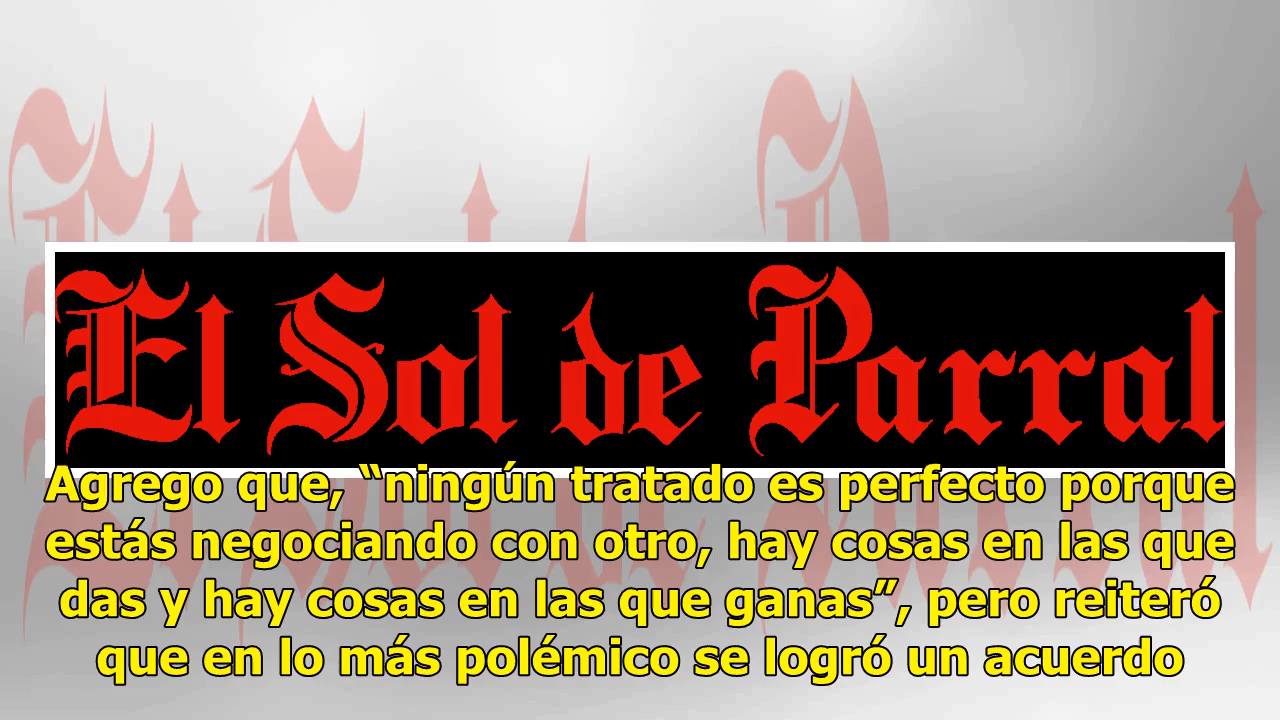 El Sol de Parral
Agrego que, “ningún tratado es perfecto porque
estás negociando con otro, hay cosas en las que
das y hay cosas en las que ganas”, pero reiteró
que en lo más polémico se logró un acuerdo